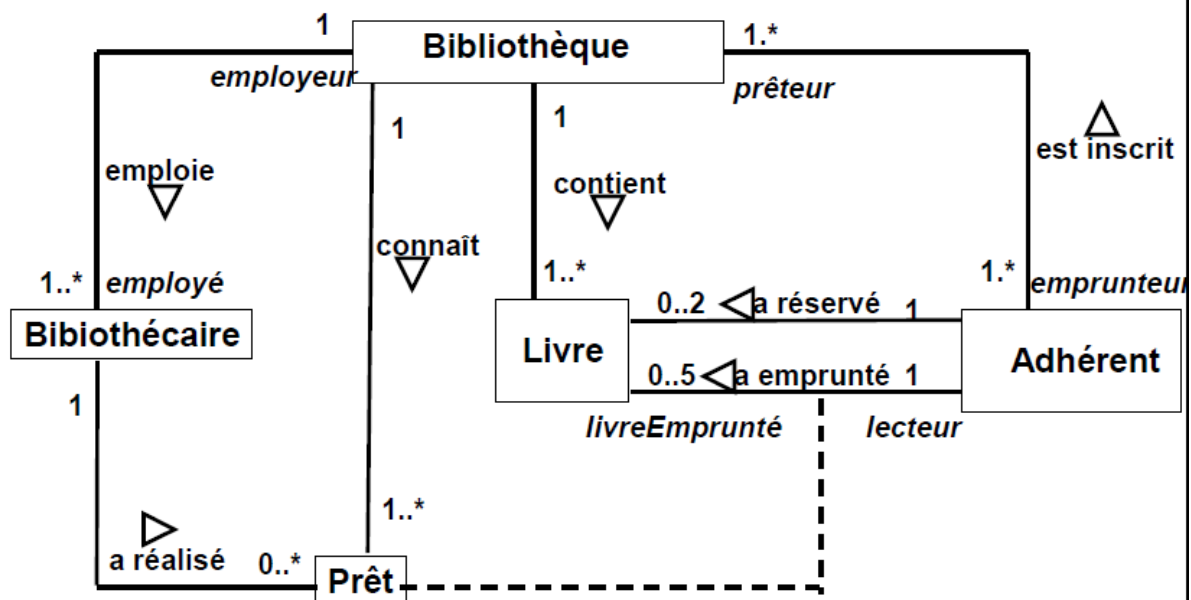 1
Bibliothèque
1.*
employeur
prêteur
1
1
emploie
contient
est inscrit
connaît
1..*
employé
1..*
1.*
emprunteur
Bibiothécaire
Livre
0..2
a réservé
1
Adhérent
0..5
a emprunté
1
1
livreEmprunté
lecteur
1..*
a réalisé
0..*
Prêt